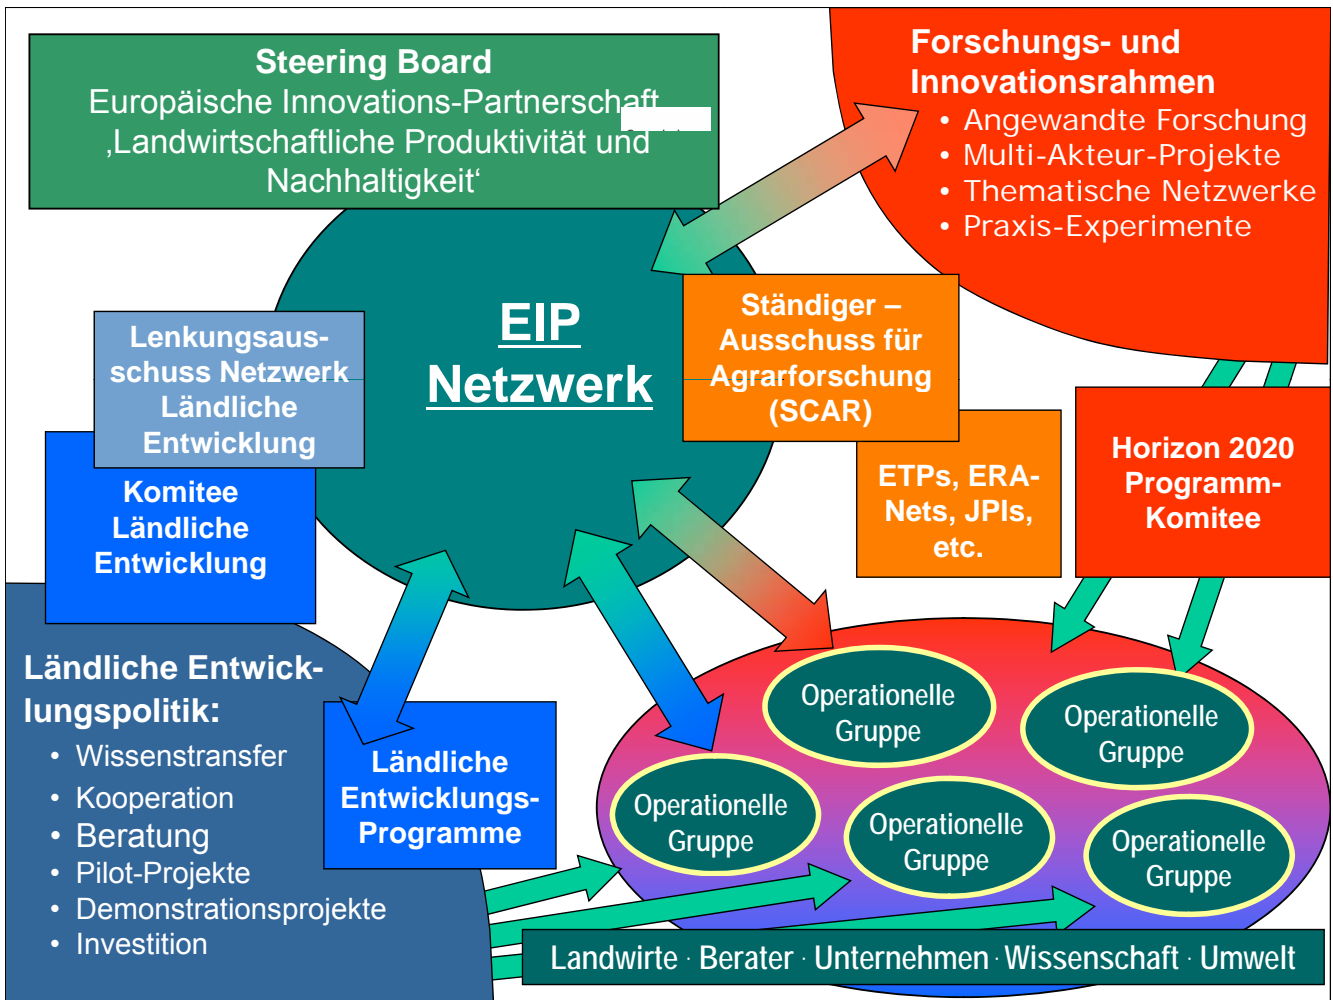 Steering Board
Europäische Innovations-Partnerschaft
‚Landwirtschaftliche Produktivität und
Nachhaltigkeit‘
Forschungs- und
Innovationsrahmen
• Angewandte Forschung
• Multi-Akteur-Projekte
• Thematische Netzwerke
• Praxis-Experimente
EIP
Netzwerk
Ständiger –
Ausschuss für
Agrarforschung
(SCAR)
Lenkungsaus-
schuss Netzwerk
Ländliche
Entwicklung
Komitee
Ländliche
Entwicklung
ETPs, ERA-
Nets, JPIs,
etc.
Horizon 2020
Programm-
Komitee
Ländliche Entwick-
lungspolitik:
• Wissenstransfer
• Kooperation
• Beratung
• Pilot-Projekte
• Demonstrationsprojekte
• Investition
Ländliche
Entwicklungs-
Programme
Operationelle
Gruppe
Operationelle
Gruppe
Operationelle
Gruppe
Operationelle
Gruppe
Operationelle
Gruppe
Landwirte · Berater · Unternehmen · Wissenschaft · Umwelt